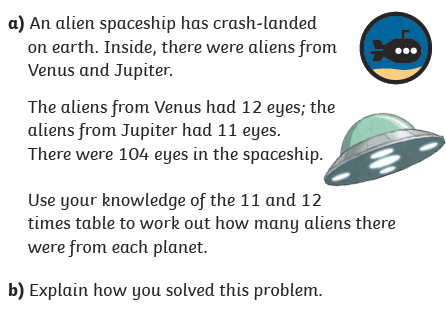 a) An alien spaceship has crash-landed
on earth. Inside, there were aliens from
Venus and Jupiter.
The aliens from Venus had 12 eyes; the
aliens from Jupiter had 11 eyes.
There were 104 eyes in the spaceship.
Use your knowledge of the 11 and 12
times table to work out how many aliens there
were from each planet.
b) Explain how you solved this problem.